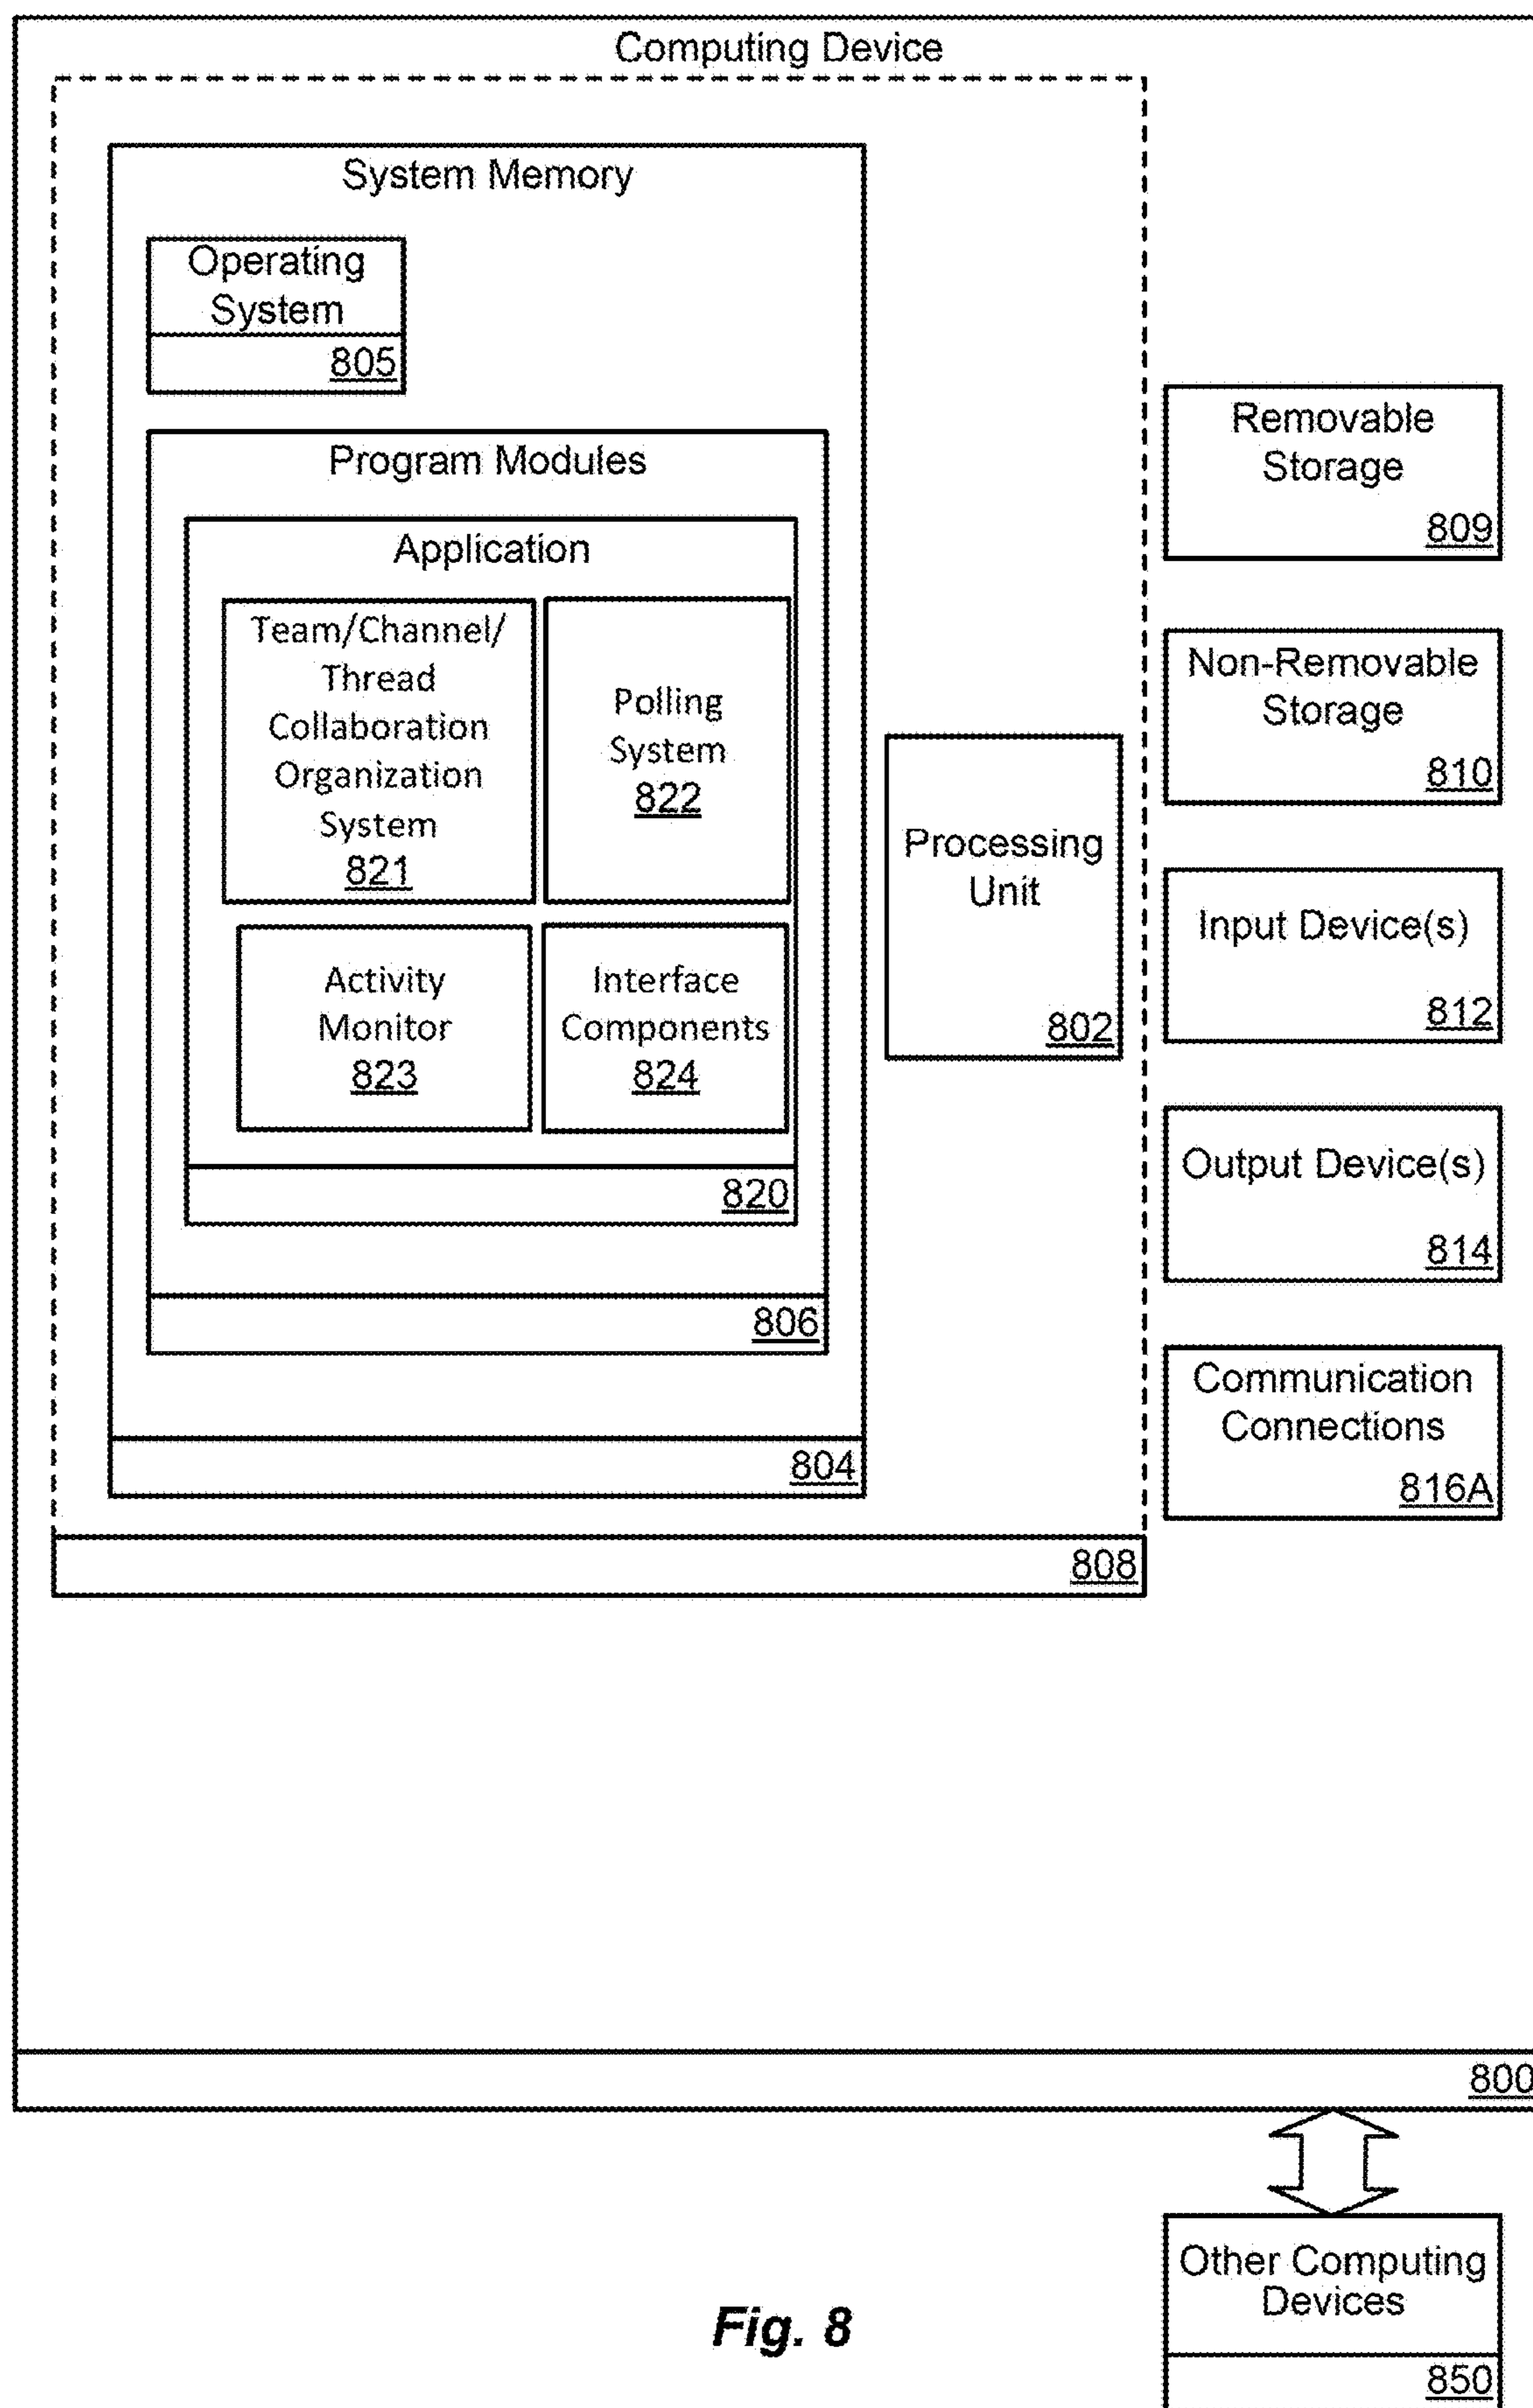 Computing Device
System Memory
Operating
System
805
Program Modules
Application
Team/Channel/
Thread
Collaboration
Organization
System
821
Polling
System
822
Activity
Monitor
823
Interface
Components
824
820
806
804
Processing
Unit
802
808
Removable
Storage
809
Non-Removable
Storage
810
Input Device(s)
812
Output Device(s)
814
Communication
Connections
816A
800
Other Computing
Devices
850
Fig. 8